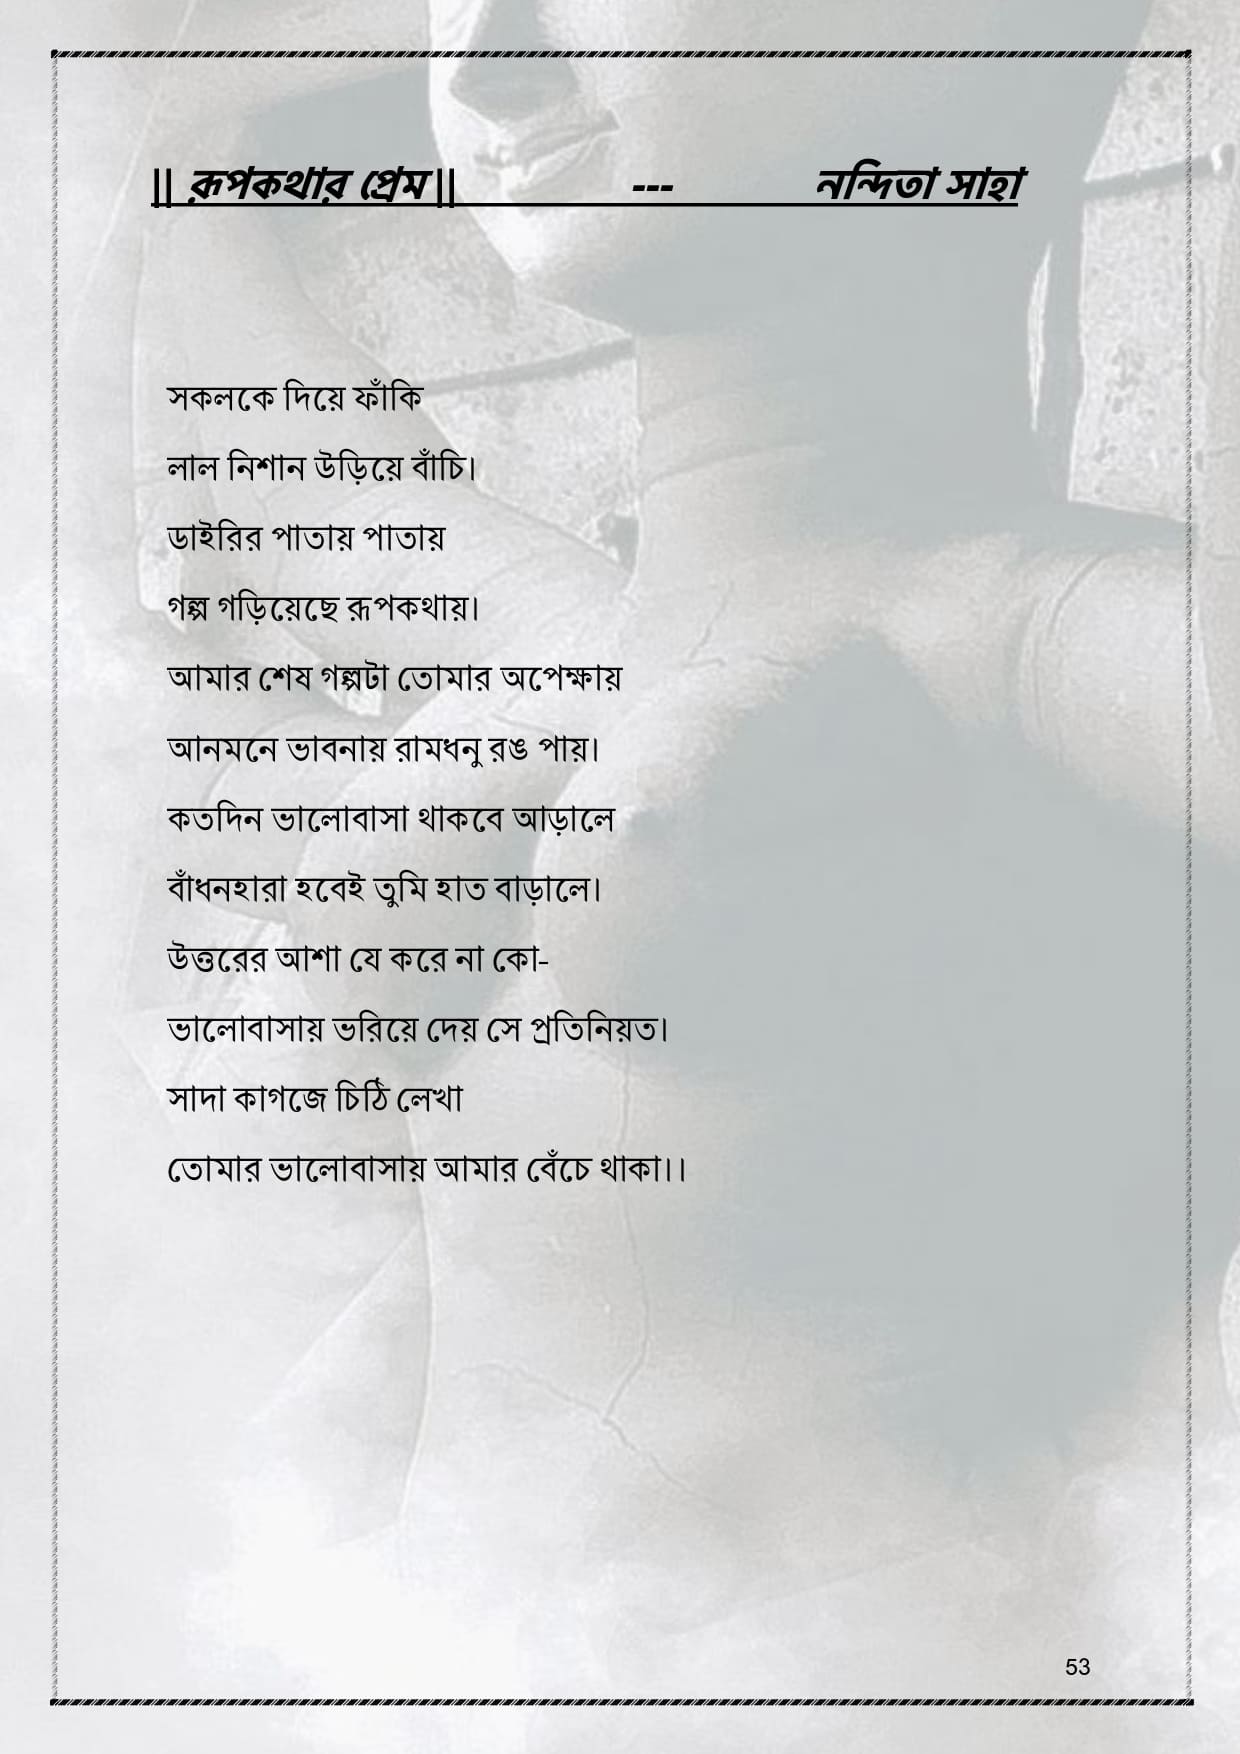 || রূপকথার প্রেম || --- নন্দিতা সাহা
সকলকে দিয়ে ফাঁকি
লাল নিশান উড়িয়ে বাঁচি।
ডাইরির পাতায় পাতায়
গল্প গড়িয়েছে রূপকথায়।
আমার শেষ গল্পটা তোমার অপেক্ষায়
আনমনে ভাবনায় রামধনু রঙ পায়।
কতদিন ভালোবাসা থাকবে আড়ালে
বাঁধনহারা হবেই তুমি হাত বাড়ালে।
উত্তরের আশা যে করে না কো-
ভালোবাসায় ভরিয়ে দেয় সে প্রতিনিয়ত।
সাদা কাগজে চিঠি লেখা
তোমার ভালোবাসায় আমার বেঁচে থাকা।।
53